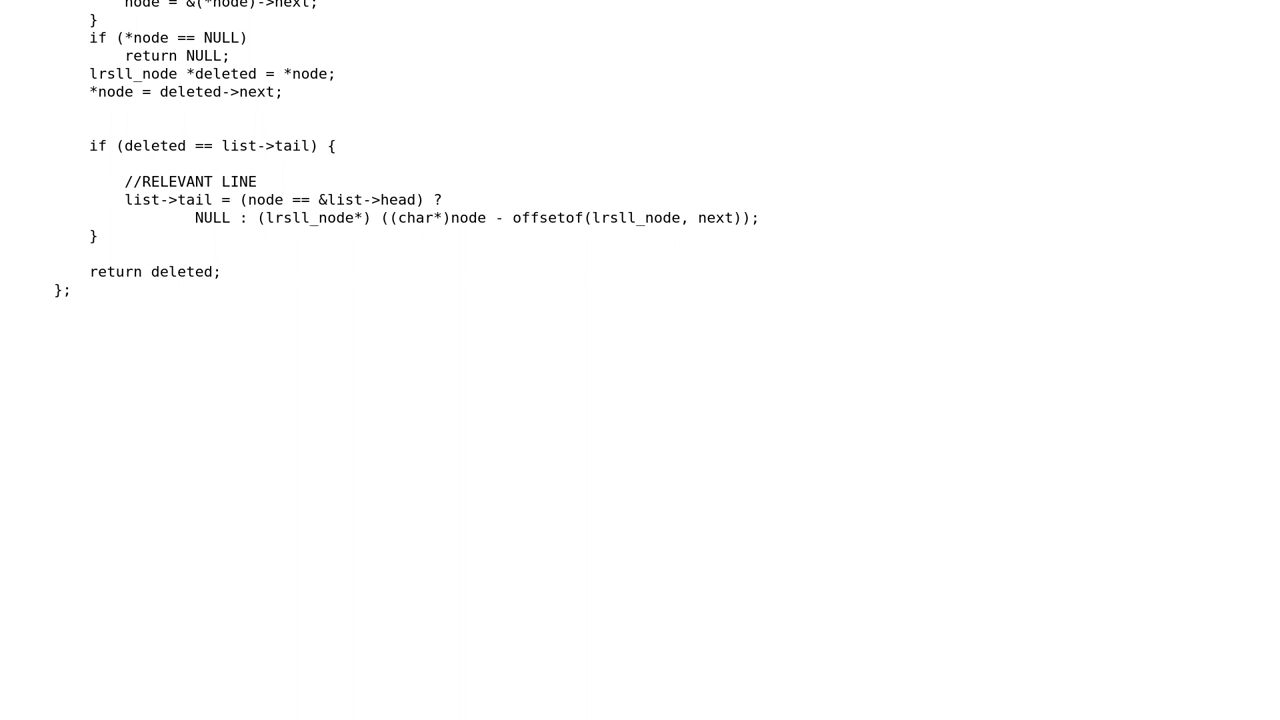 node = &(*node)->next;
}
if (*node == NULL)
return NULL;
lrsll_node *deleted = *node;
*node = deleted->next;
if (deleted == list->tail) {
//RELEVANT LINE
list->tail = (node == &list->head) ?
NULL : (lrsll_node*) ((char*)node - offsetof(lrsll_node, next));
}
return deleted;
};